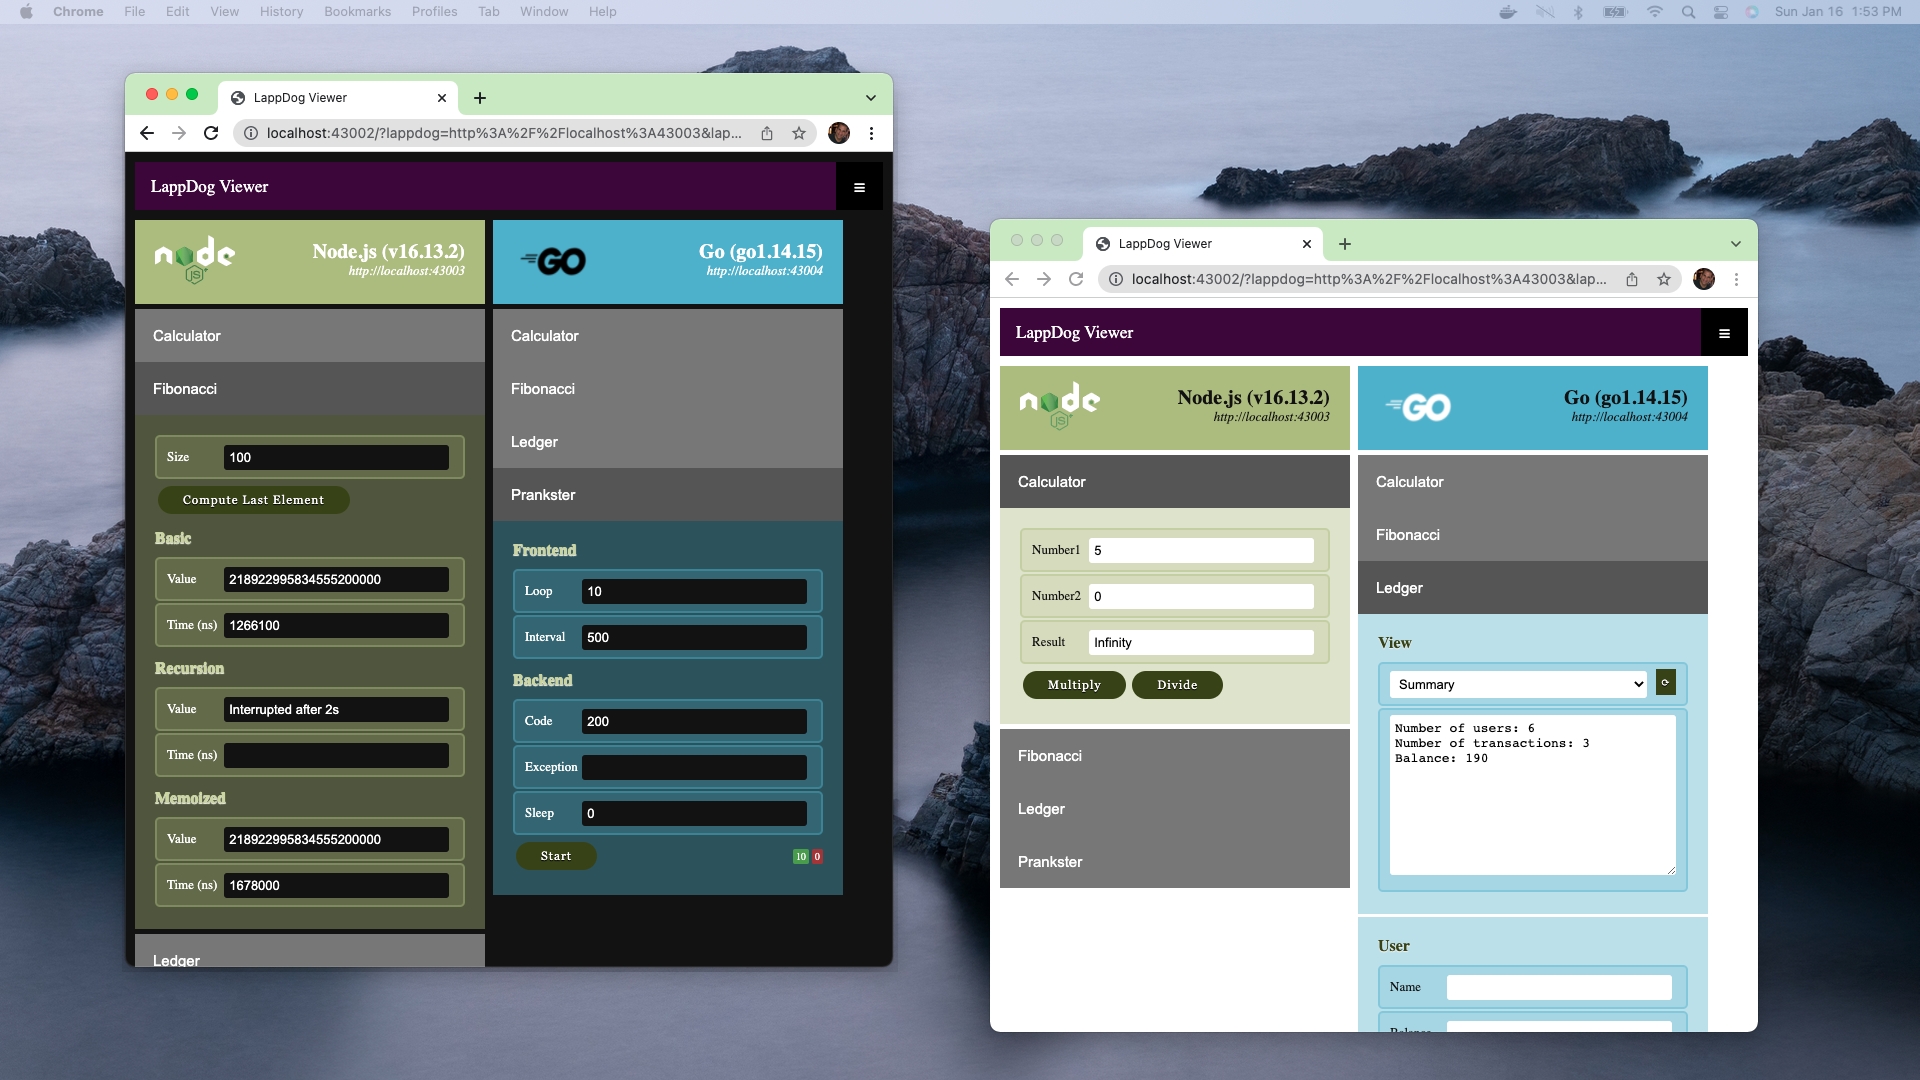 Chrome File Edit View History Bookmarks Profiles Tab Window Help
Sun Jan 16 1:53 PM
LappDog Viewer
localhost:43002/?lappdog=http%3A%2F%2Flocalhost%3A43003&lap...
LappDog Viewer
node
JS
Node.js (v16.13.2)
http://localhost:43003
Calculator
Fibonacci
Size 100
Compute Last Element
Basic
Value 218922995834555200000
Time (ns) 1266100
Recursion
Value Interrupted after 2s
Time (ns)
Memoized
Value 218922995834555200000
Time (ns) 1678000
Ledger
GO
Go (go1.14.15)
http://localhost:43004
Calculator
Fibonacci
Ledger
Prankster
Frontend
Loop 10
Interval 500
Backend
Code 200
Exception
Sleep 0
Start
10 0
LappDog Viewer
localhost:43002/?lappdog=http%3A%2F%2Flocalhost%3A43003&lap...
LappDog Viewer
node
JS
Node.js (v16.13.2)
http://localhost:43003
Calculator
Number1 5
Number2 0
Result Infinity
Multiply Divide
Fibonacci
Ledger
Prankster
GO
Go (go1.14.15)
http://localhost:43004
Calculator
Fibonacci
Ledger
View
Summary
Number of users: 6
Number of transactions: 3
Balance: 190
User
Name
Balance